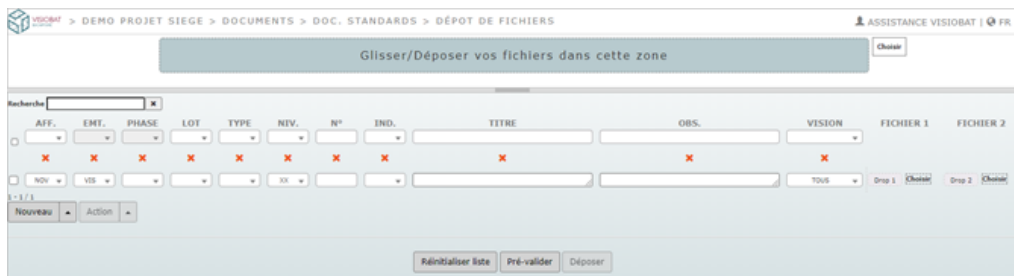 VISIOBAT > DEMO PROJET SIEGE > DOCUMENTS > DOC. STANDARDS > DÉPOT DE FICHIERS
ASSISTANCE VISIOBAT | FR
Glisser/Déposer vos fichiers dans cette zone
Choisir
Recherche
AFF. EMT. PHASE LOT TYPE NIV. N° IND. TITRE OBS. VISION FICHIER 1 FICHIER 2
NOV VIS XX TOUS Drop 1 Choisir Drop 2 Choisir
1 - 1 / 1
Nouveau Action
Réinitialiser liste Pré-valider Déposer